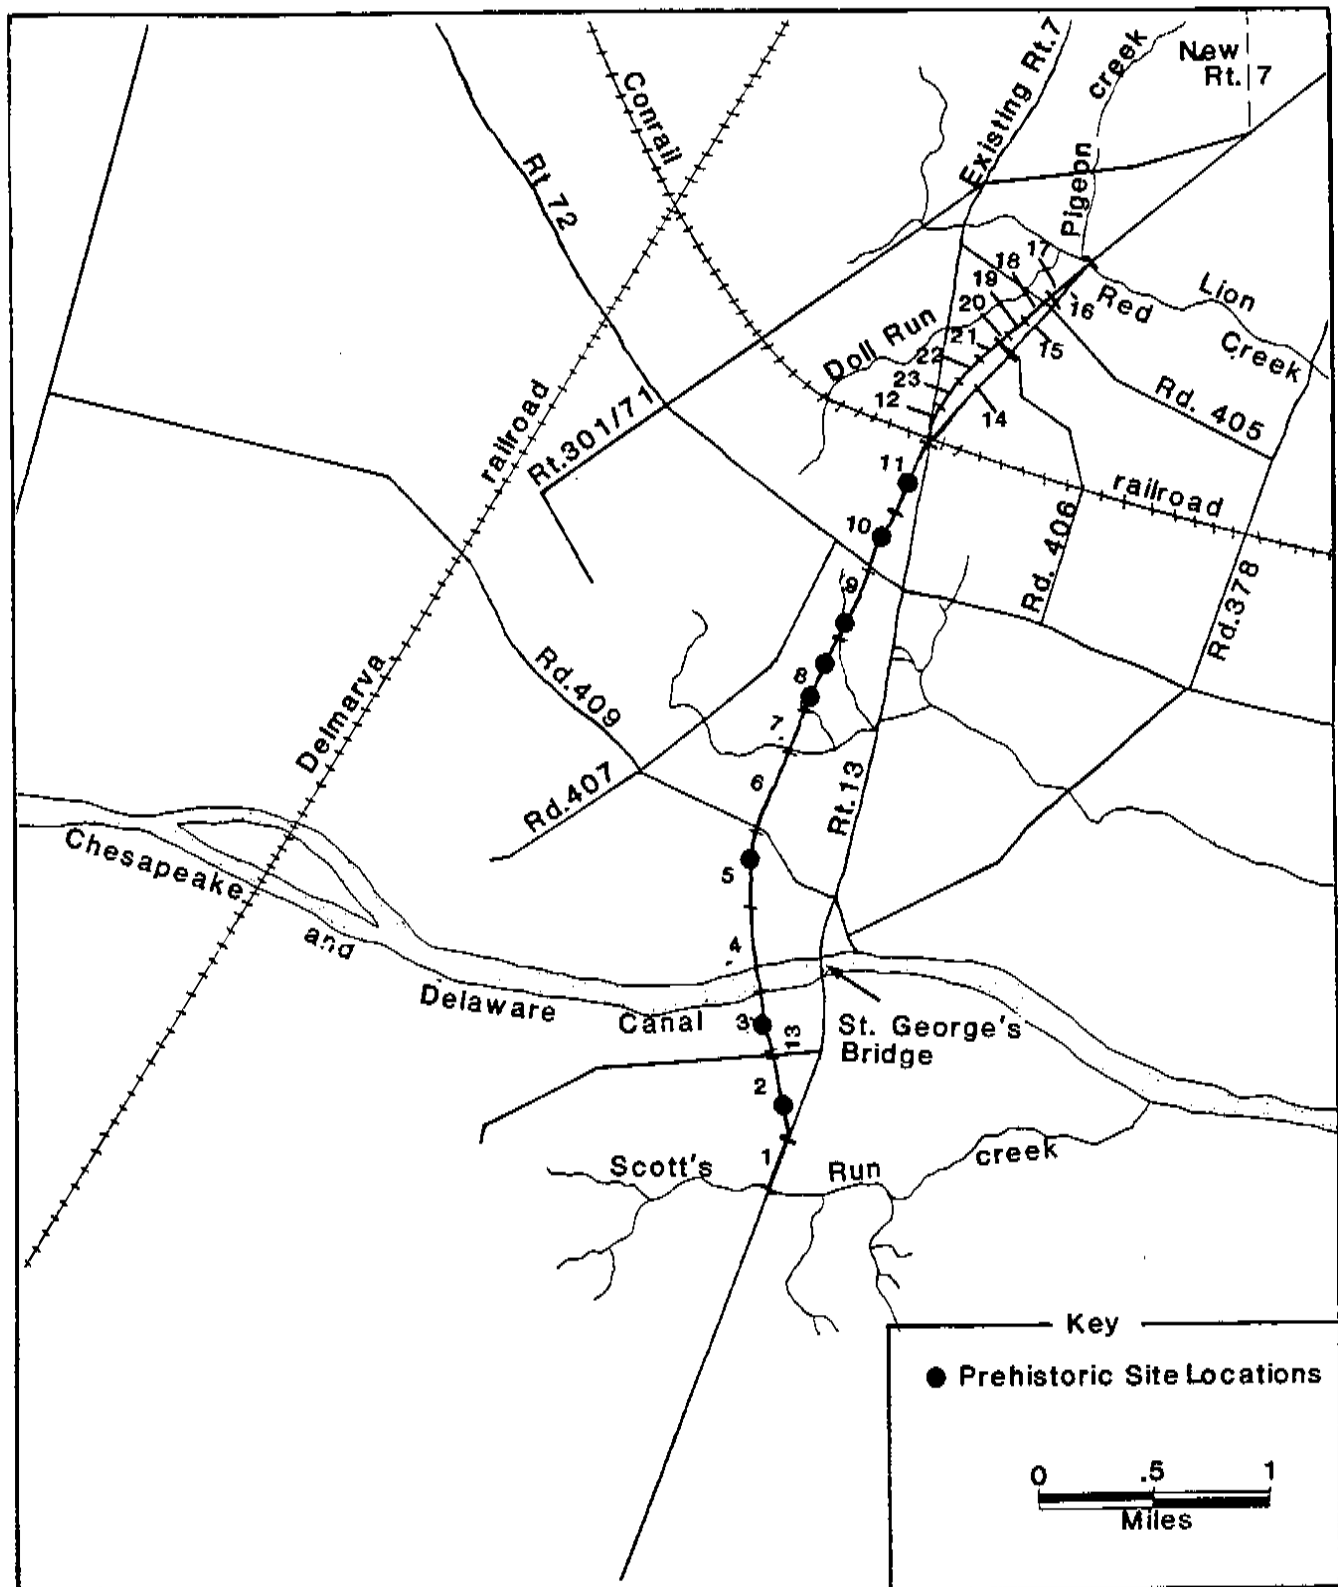 New
Rt. 7
Existing Rt.7
Pigeon creek
Conrail
Rt 72
17
18
19
Lion
Red
16
20
Doll Run
21
15
Creek
22
23
12
14
Rd. 405
railroad
Rt.301/71
11
railroad
10
Rd. 406
9
Rd.378
Rd.409
8
Delmarva
7
6
Rd.407
Rt.13
Chesapeake
5
and
4
Delaware
Canal
3
13
St. George's
Bridge
2
1
Scott's
Run
creek
Key
Prehistoric Site Locations
0 .5 1
Miles